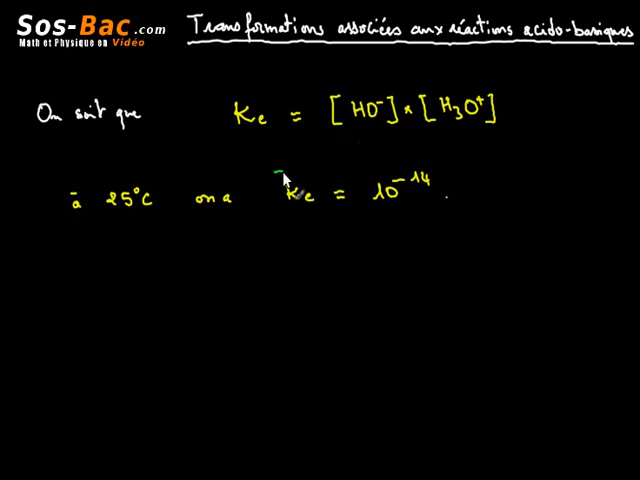 Sos-Bac.com
Math et Physique en Vidéo
Transformations associées aux réactions acido-basiques
On sait que Ke = [HO⁻] × [H₃O⁺]
à 25°C on a Ke = 10⁻¹⁴.